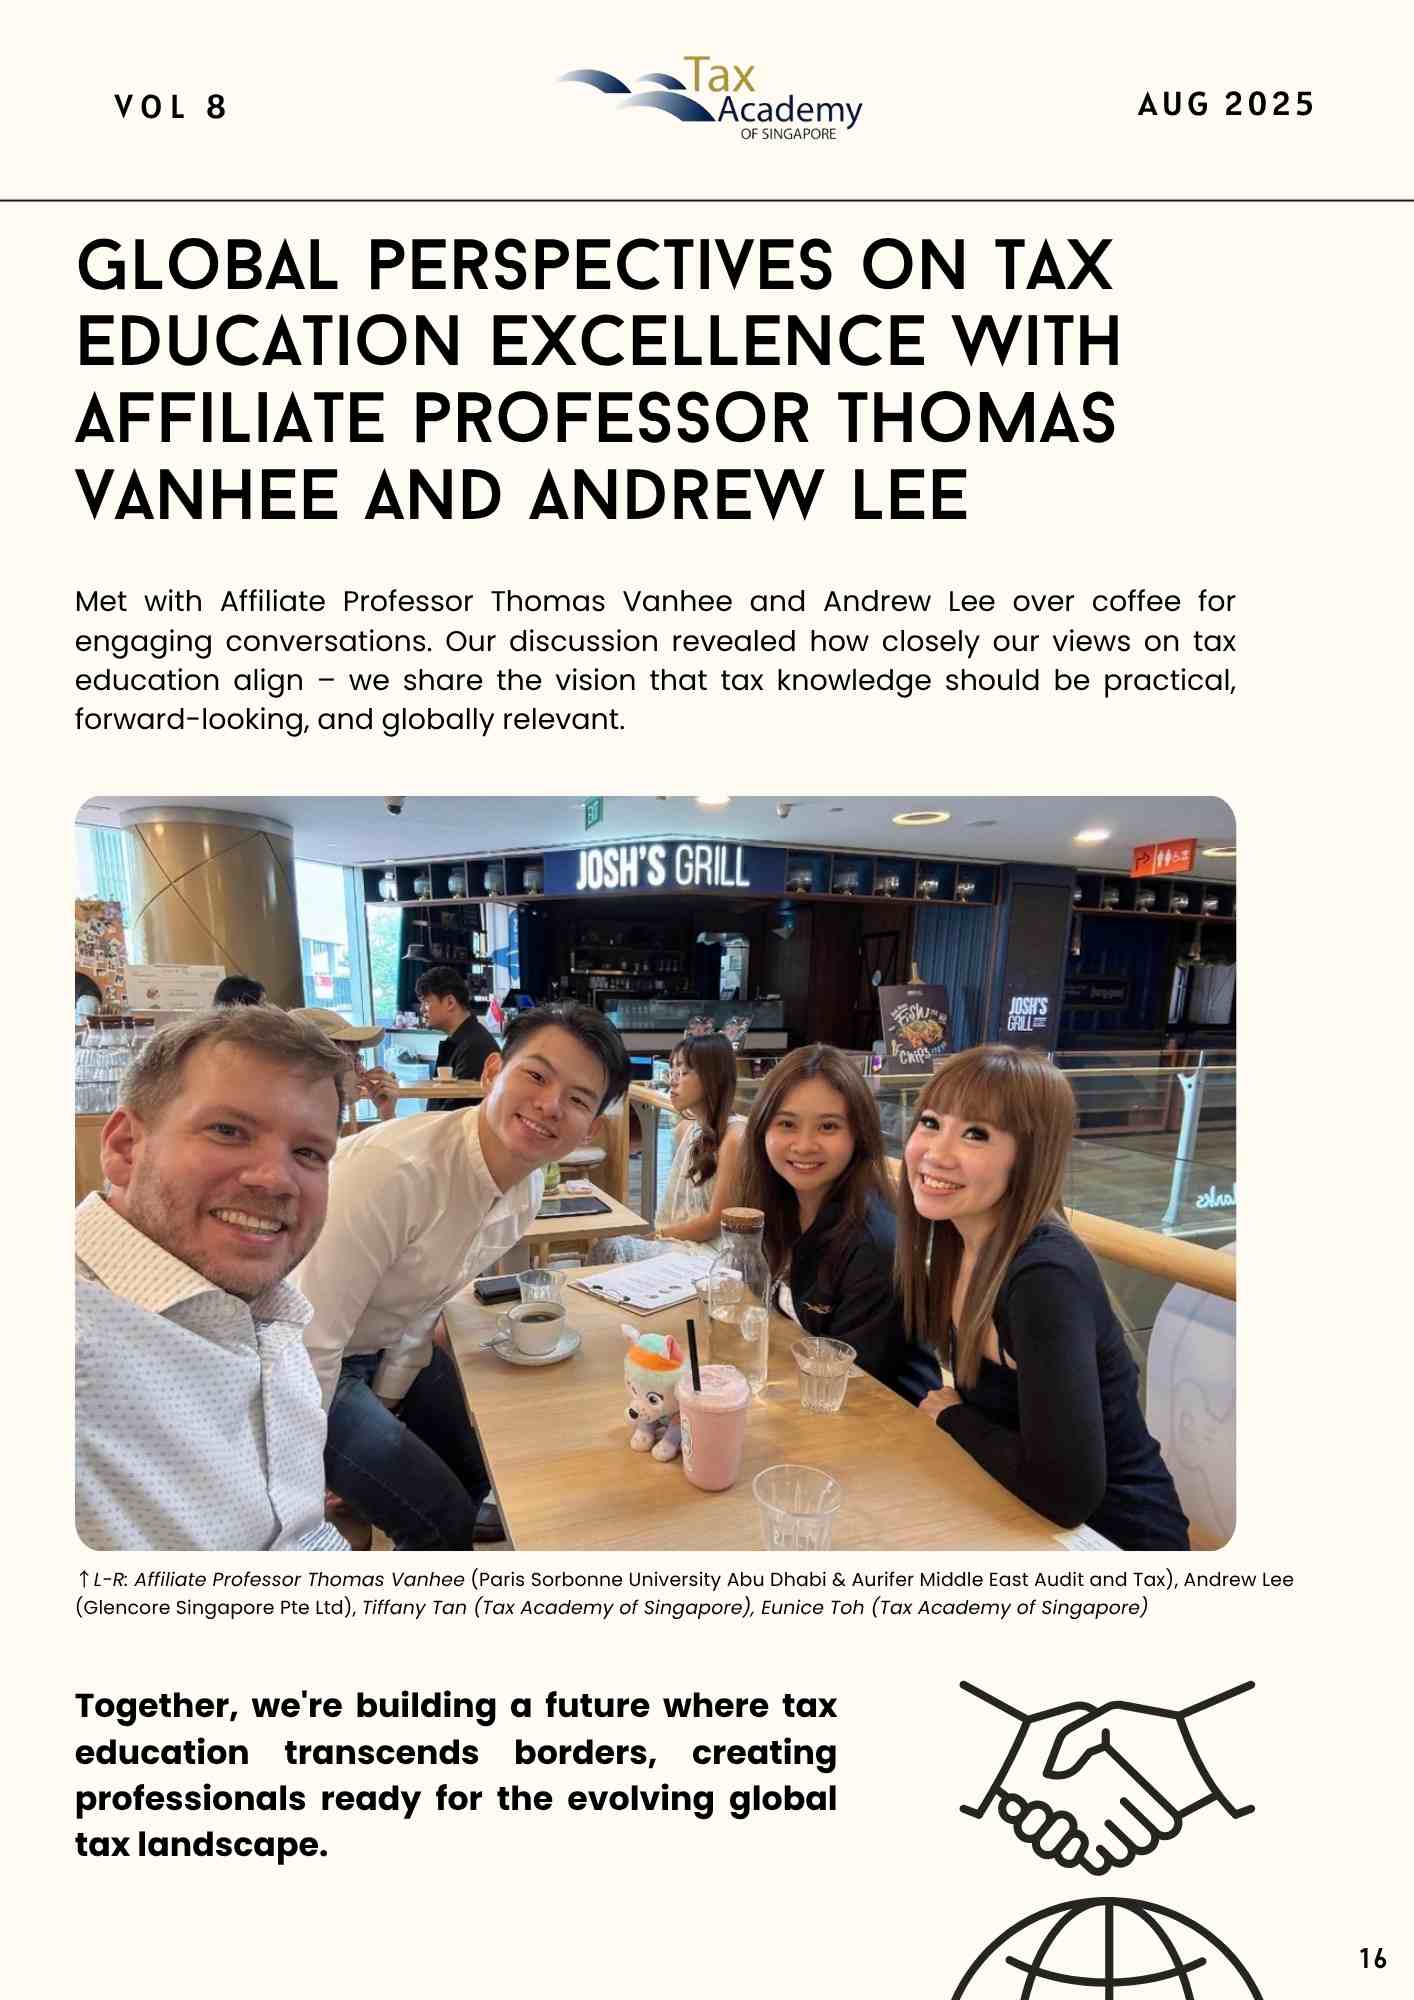 VOL 8
Tax
Academy
OF SINGAPORE
AUG 2025
GLOBAL PERSPECTIVES ON TAX
EDUCATION EXCELLENCE WITH
AFFILIATE PROFESSOR THOMAS
VANHEE AND ANDREW LEE
Met with Affiliate Professor Thomas Vanhee and Andrew Lee over coffee for
engaging conversations. Our discussion revealed how closely our views on tax
education align – we share the vision that tax knowledge should be practical,
forward-looking, and globally relevant.
EXIT
JOSH'S GRILL
FISH
CHIPS
JOSH'S
GRILL
↑ L-R: Affiliate Professor Thomas Vanhee (Paris Sorbonne University Abu Dhabi & Aurifer Middle East Audit and Tax), Andrew Lee
(Glencore Singapore Pte Ltd), Tiffany Tan (Tax Academy of Singapore), Eunice Toh (Tax Academy of Singapore)
Together, we're building a future where tax
education transcends borders, creating
professionals ready for the evolving global
tax landscape.
16